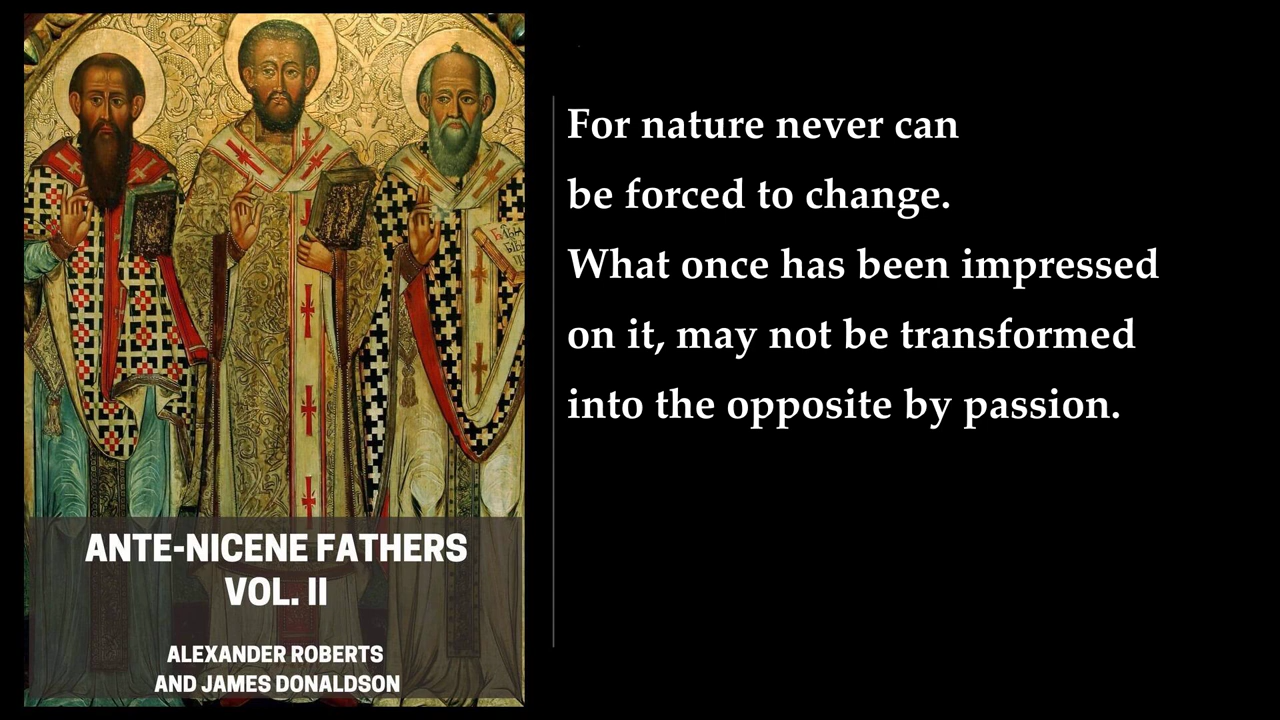 ANTE-NICENE FATHERS
VOL. II
ALEXANDER ROBERTS
AND JAMES DONALDSON
For nature never can
be forced to change.
What once has been impressed
on it, may not be transformed
into the opposite by passion.